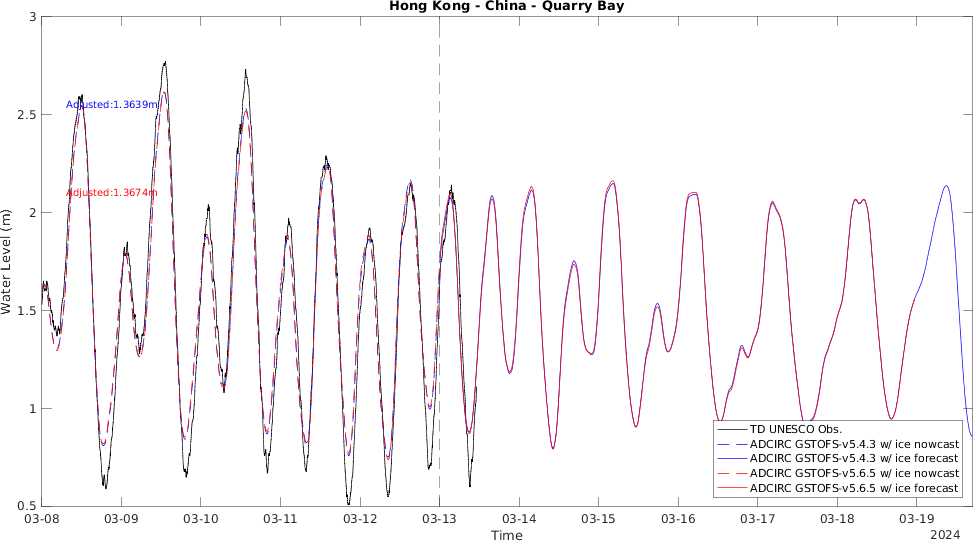 Hong Kong - China - Quarry Bay
3
2.5
2
1.5
1
0.5
Water Level (m)
Adjusted:1.3639m
Adjusted:1.3674m
TD UNESCO Obs.
ADCIRC GSTOFS-v5.4.3 w/ ice nowcast
ADCIRC GSTOFS-v5.4.3 w/ ice forecast
ADCIRC GSTOFS-v5.6.5 w/ ice nowcast
ADCIRC GSTOFS-v5.6.5 w/ ice forecast
03-08 03-09 03-10 03-11 03-12 03-13 03-14 03-15 03-16 03-17 03-18 03-19
Time
2024